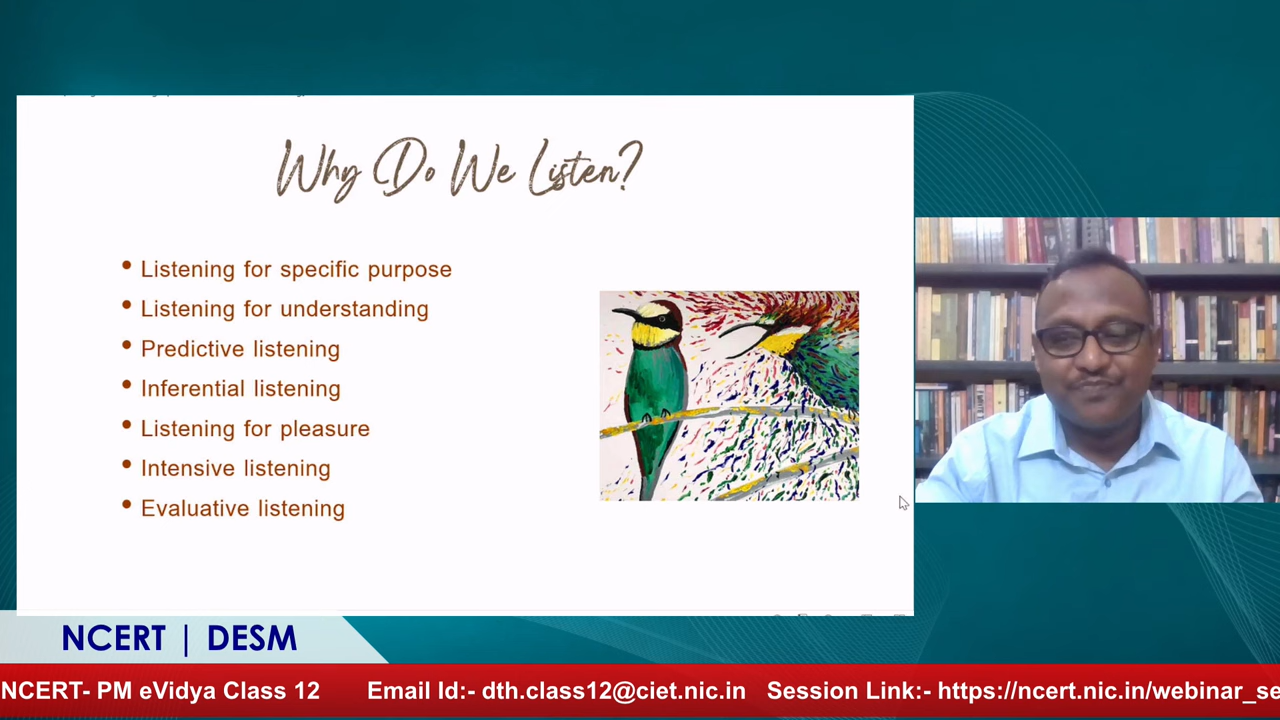 Why Do We Listen?
• Listening for specific purpose
• Listening for understanding
• Predictive listening
• Inferential listening
• Listening for pleasure
• Intensive listening
• Evaluative listening
NCERT | DESM
NCERT- PM eVidya Class 12 Email Id:- dth.class12@ciet.nic.in Session Link:- https://ncert.nic.in/webinar_se